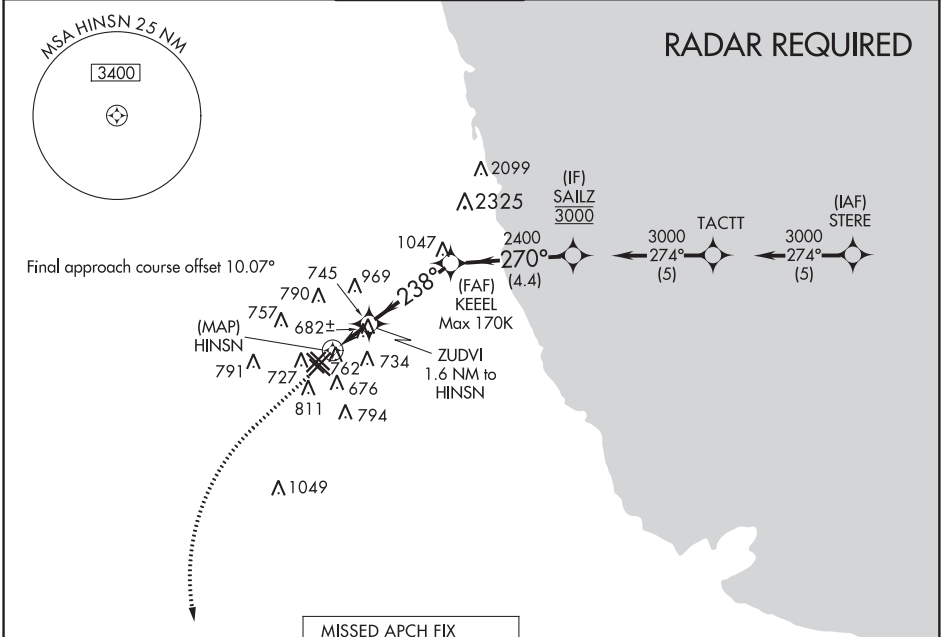 MSA HINSN 25 NM
3400
RADAR REQUIRED
2099
2325
(IF)
SAILZ
3000
TACTT
(IAF)
STERE
1047
2400
270°
(4.4)
3000
274°
(5)
3000
274°
(5)
Final approach course offset 10.07°
745
969
238°
(FAF)
KEEEL
Max 170K
790
757
682±
(MAP)
HINSN
791
727
762
734
ZUDVI
1.6 NM to
HINSN
676
811
794
1049
MISSED APCH FIX